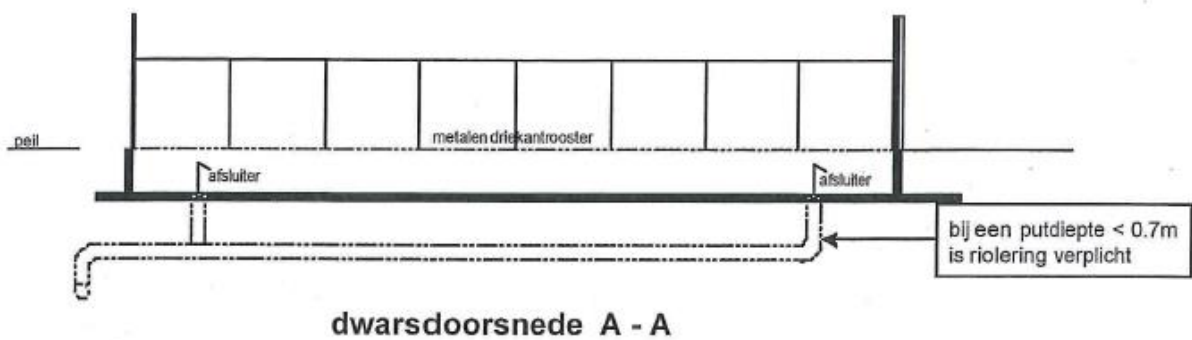 peil
metalen driekantrooster
afsluiter
afsluiter
bij een putdiepte < 0.7m
is riolering verplicht
dwarsdoorsnede A - A